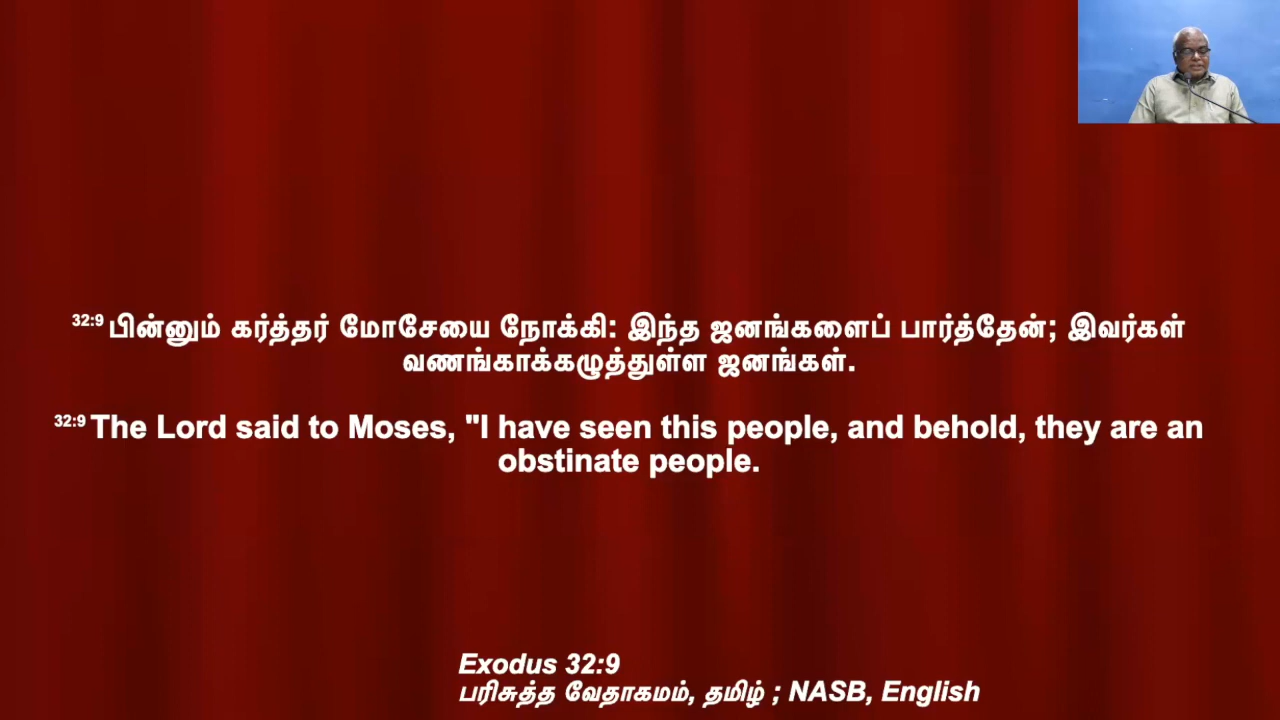 32:9 பின்னும் கர்த்தர் மோசேயை நோக்கி: இந்த ஜனங்களைப் பார்த்தேன்; இவர்கள்
வணங்காக்கழுத்துள்ள ஜனங்கள்.
32:9 The Lord said to Moses, "I have seen this people, and behold, they are an
obstinate people.
Exodus 32:9
பரிசுத்த வேதாகமம், தமிழ் ; NASB, English